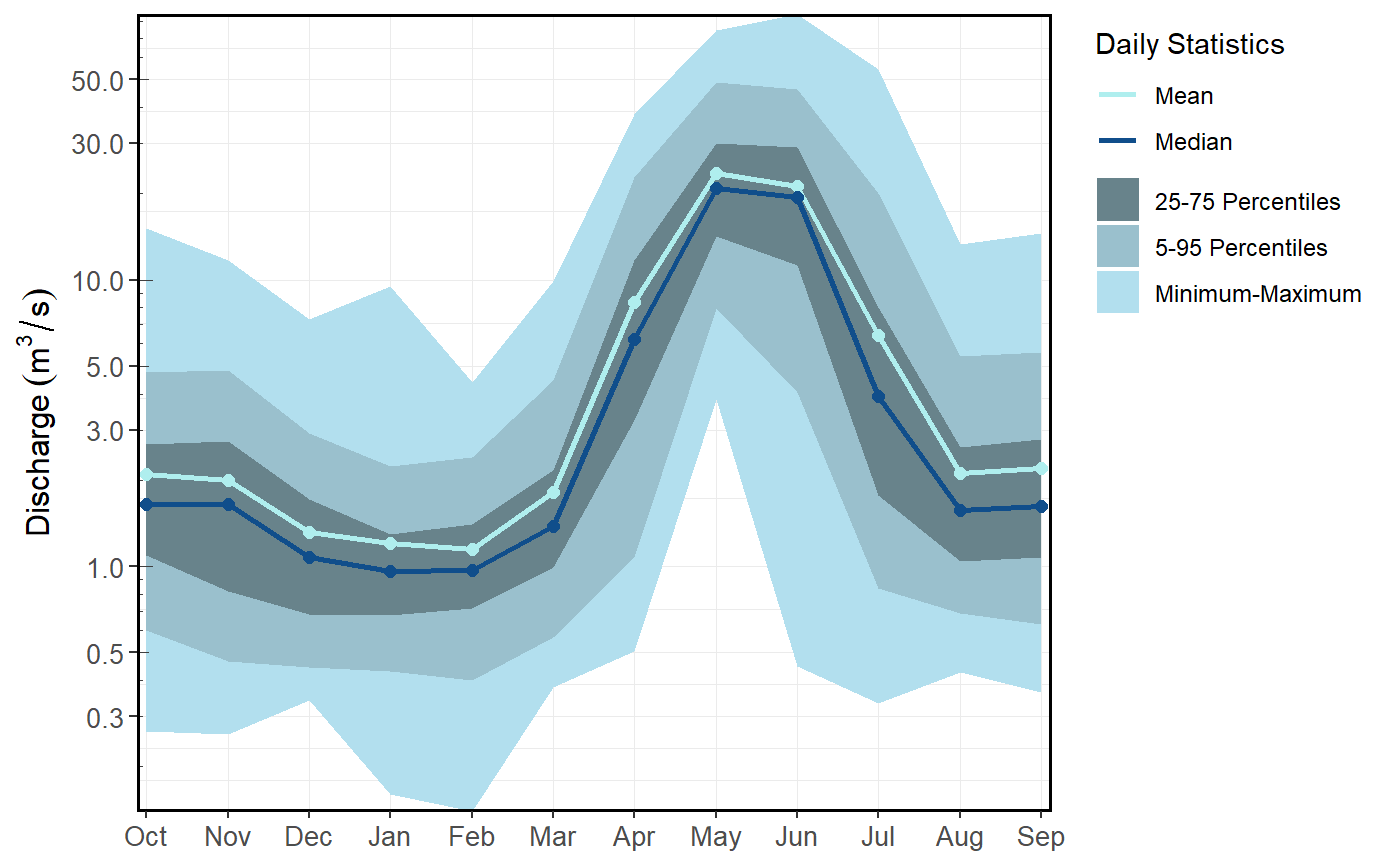 Daily Statistics
Mean
Median
25-75 Percentiles
5-95 Percentiles
Minimum-Maximum
Discharge (m³/s)
50.0
30.0
10.0
5.0
3.0
1.0
0.5
0.3
Oct Nov Dec Jan Feb Mar Apr May Jun Jul Aug Sep